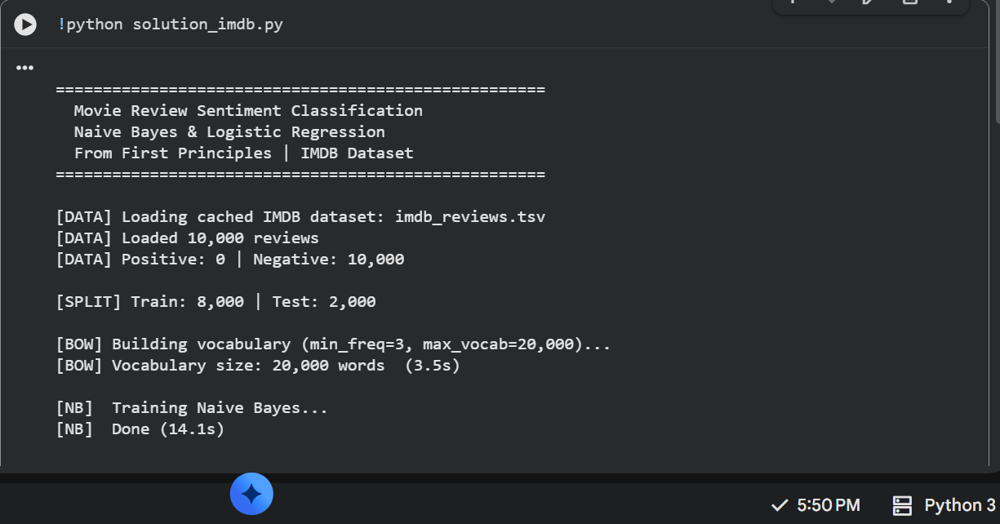 !python solution_imdb.py
====================================================
Movie Review Sentiment Classification
Naive Bayes & Logistic Regression
From First Principles | IMDB Dataset
====================================================
[DATA] Loading cached IMDB dataset: imdb_reviews.tsv
[DATA] Loaded 10,000 reviews
[DATA] Positive: 0 | Negative: 10,000
[SPLIT] Train: 8,000 | Test: 2,000
[BOW] Building vocabulary (min_freq=3, max_vocab=20,000)...
[BOW] Vocabulary size: 20,000 words  (3.5s)
[NB]  Training Naive Bayes...
[NB]  Done (14.1s)
5:50 PM
Python 3